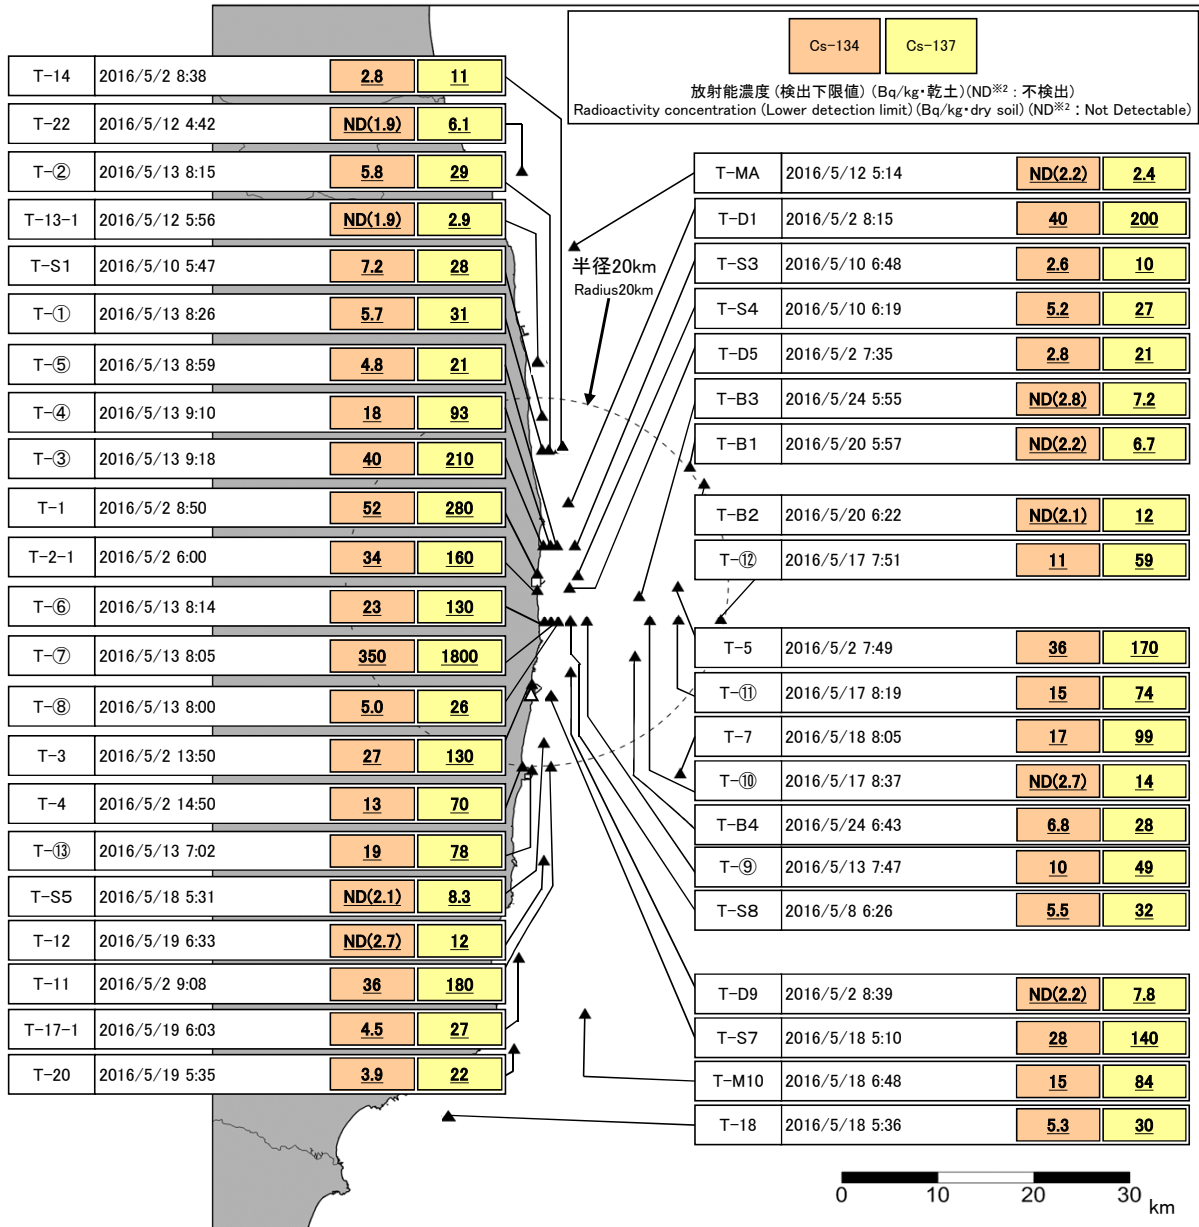 Cs-134 Cs-137
放射能濃度 (検出下限値) (Bq/kg・乾土)(ND※2 : 不検出)
Radioactivity concentration (Lower detection limit) (Bq/kg・dry soil) (ND※2 : Not Detectable)
T-14 2016/5/2 8:38 2.8 11
T-22 2016/5/12 4:42 ND(1.9) 6.1
T-② 2016/5/13 8:15 5.8 29
T-13-1 2016/5/12 5:56 ND(1.9) 2.9
T-S1 2016/5/10 5:47 7.2 28
T-① 2016/5/13 8:26 5.7 31
T-⑤ 2016/5/13 8:59 4.8 21
T-④ 2016/5/13 9:10 18 93
T-③ 2016/5/13 9:18 40 210
T-1 2016/5/2 8:50 52 280
T-2-1 2016/5/2 6:00 34 160
T-⑥ 2016/5/13 8:14 23 130
T-⑦ 2016/5/13 8:05 350 1800
T-⑧ 2016/5/13 8:00 5.0 26
T-3 2016/5/2 13:50 27 130
T-4 2016/5/2 14:50 13 70
T-⑬ 2016/5/13 7:02 19 78
T-S5 2016/5/18 5:31 ND(2.1) 8.3
T-12 2016/5/19 6:33 ND(2.7) 12
T-11 2016/5/2 9:08 36 180
T-17-1 2016/5/19 6:03 4.5 27
T-20 2016/5/19 5:35 3.9 22
半径20km
Radius20km
T-MA 2016/5/12 5:14 ND(2.2) 2.4
T-D1 2016/5/2 8:15 40 200
T-S3 2016/5/10 6:48 2.6 10
T-S4 2016/5/10 6:19 5.2 27
T-D5 2016/5/2 7:35 2.8 21
T-B3 2016/5/24 5:55 ND(2.8) 7.2
T-B1 2016/5/20 5:57 ND(2.2) 6.7
T-B2 2016/5/20 6:22 ND(2.1) 12
T-⑫ 2016/5/17 7:51 11 59
T-5 2016/5/2 7:49 36 170
T-⑪ 2016/5/17 8:19 15 74
T-7 2016/5/18 8:05 17 99
T-⑩ 2016/5/17 8:37 ND(2.7) 14
T-B4 2016/5/24 6:43 6.8 28
T-⑨ 2016/5/13 7:47 10 49
T-S8 2016/5/8 6:26 5.5 32
T-D9 2016/5/2 8:39 ND(2.2) 7.8
T-S7 2016/5/18 5:10 28 140
T-M10 2016/5/18 6:48 15 84
T-18 2016/5/18 5:36 5.3 30
0 10 20 30 km